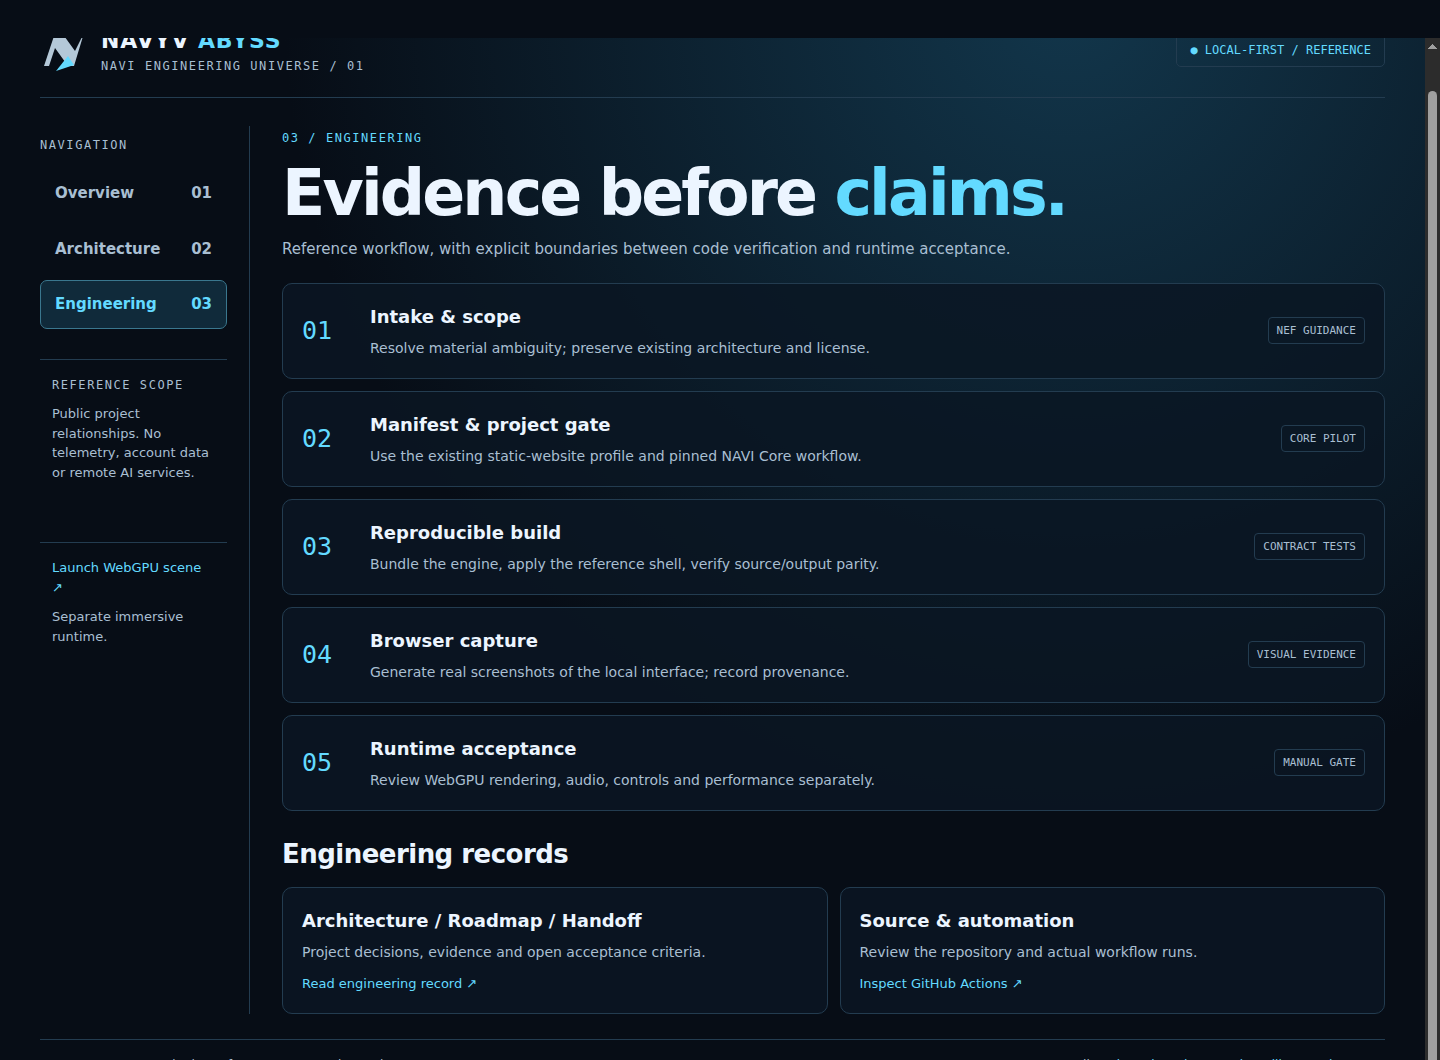 NAVYV ABYSS
NAVI ENGINEERING UNIVERSE / 01
● LOCAL-FIRST / REFERENCE
NAVIGATION
Overview 01
Architecture 02
Engineering 03
REFERENCE SCOPE
Public project
relationships. No
telemetry, account data
or remote AI services.
Launch WebGPU scene
↗
Separate immersive
runtime.
03 / ENGINEERING
Evidence before claims.
Reference workflow, with explicit boundaries between code verification and runtime acceptance.
01
Intake & scope
Resolve material ambiguity; preserve existing architecture and license.
NEF GUIDANCE
02
Manifest & project gate
Use the existing static-website profile and pinned NAVI Core workflow.
CORE PILOT
03
Reproducible build
Bundle the engine, apply the reference shell, verify source/output parity.
CONTRACT TESTS
04
Browser capture
Generate real screenshots of the local interface; record provenance.
VISUAL EVIDENCE
05
Runtime acceptance
Review WebGPU rendering, audio, controls and performance separately.
MANUAL GATE
Engineering records
Architecture / Roadmap / Handoff
Project decisions, evidence and open acceptance criteria.
Read engineering record ↗
Source & automation
Review the repository and actual workflow runs.
Inspect GitHub Actions ↗